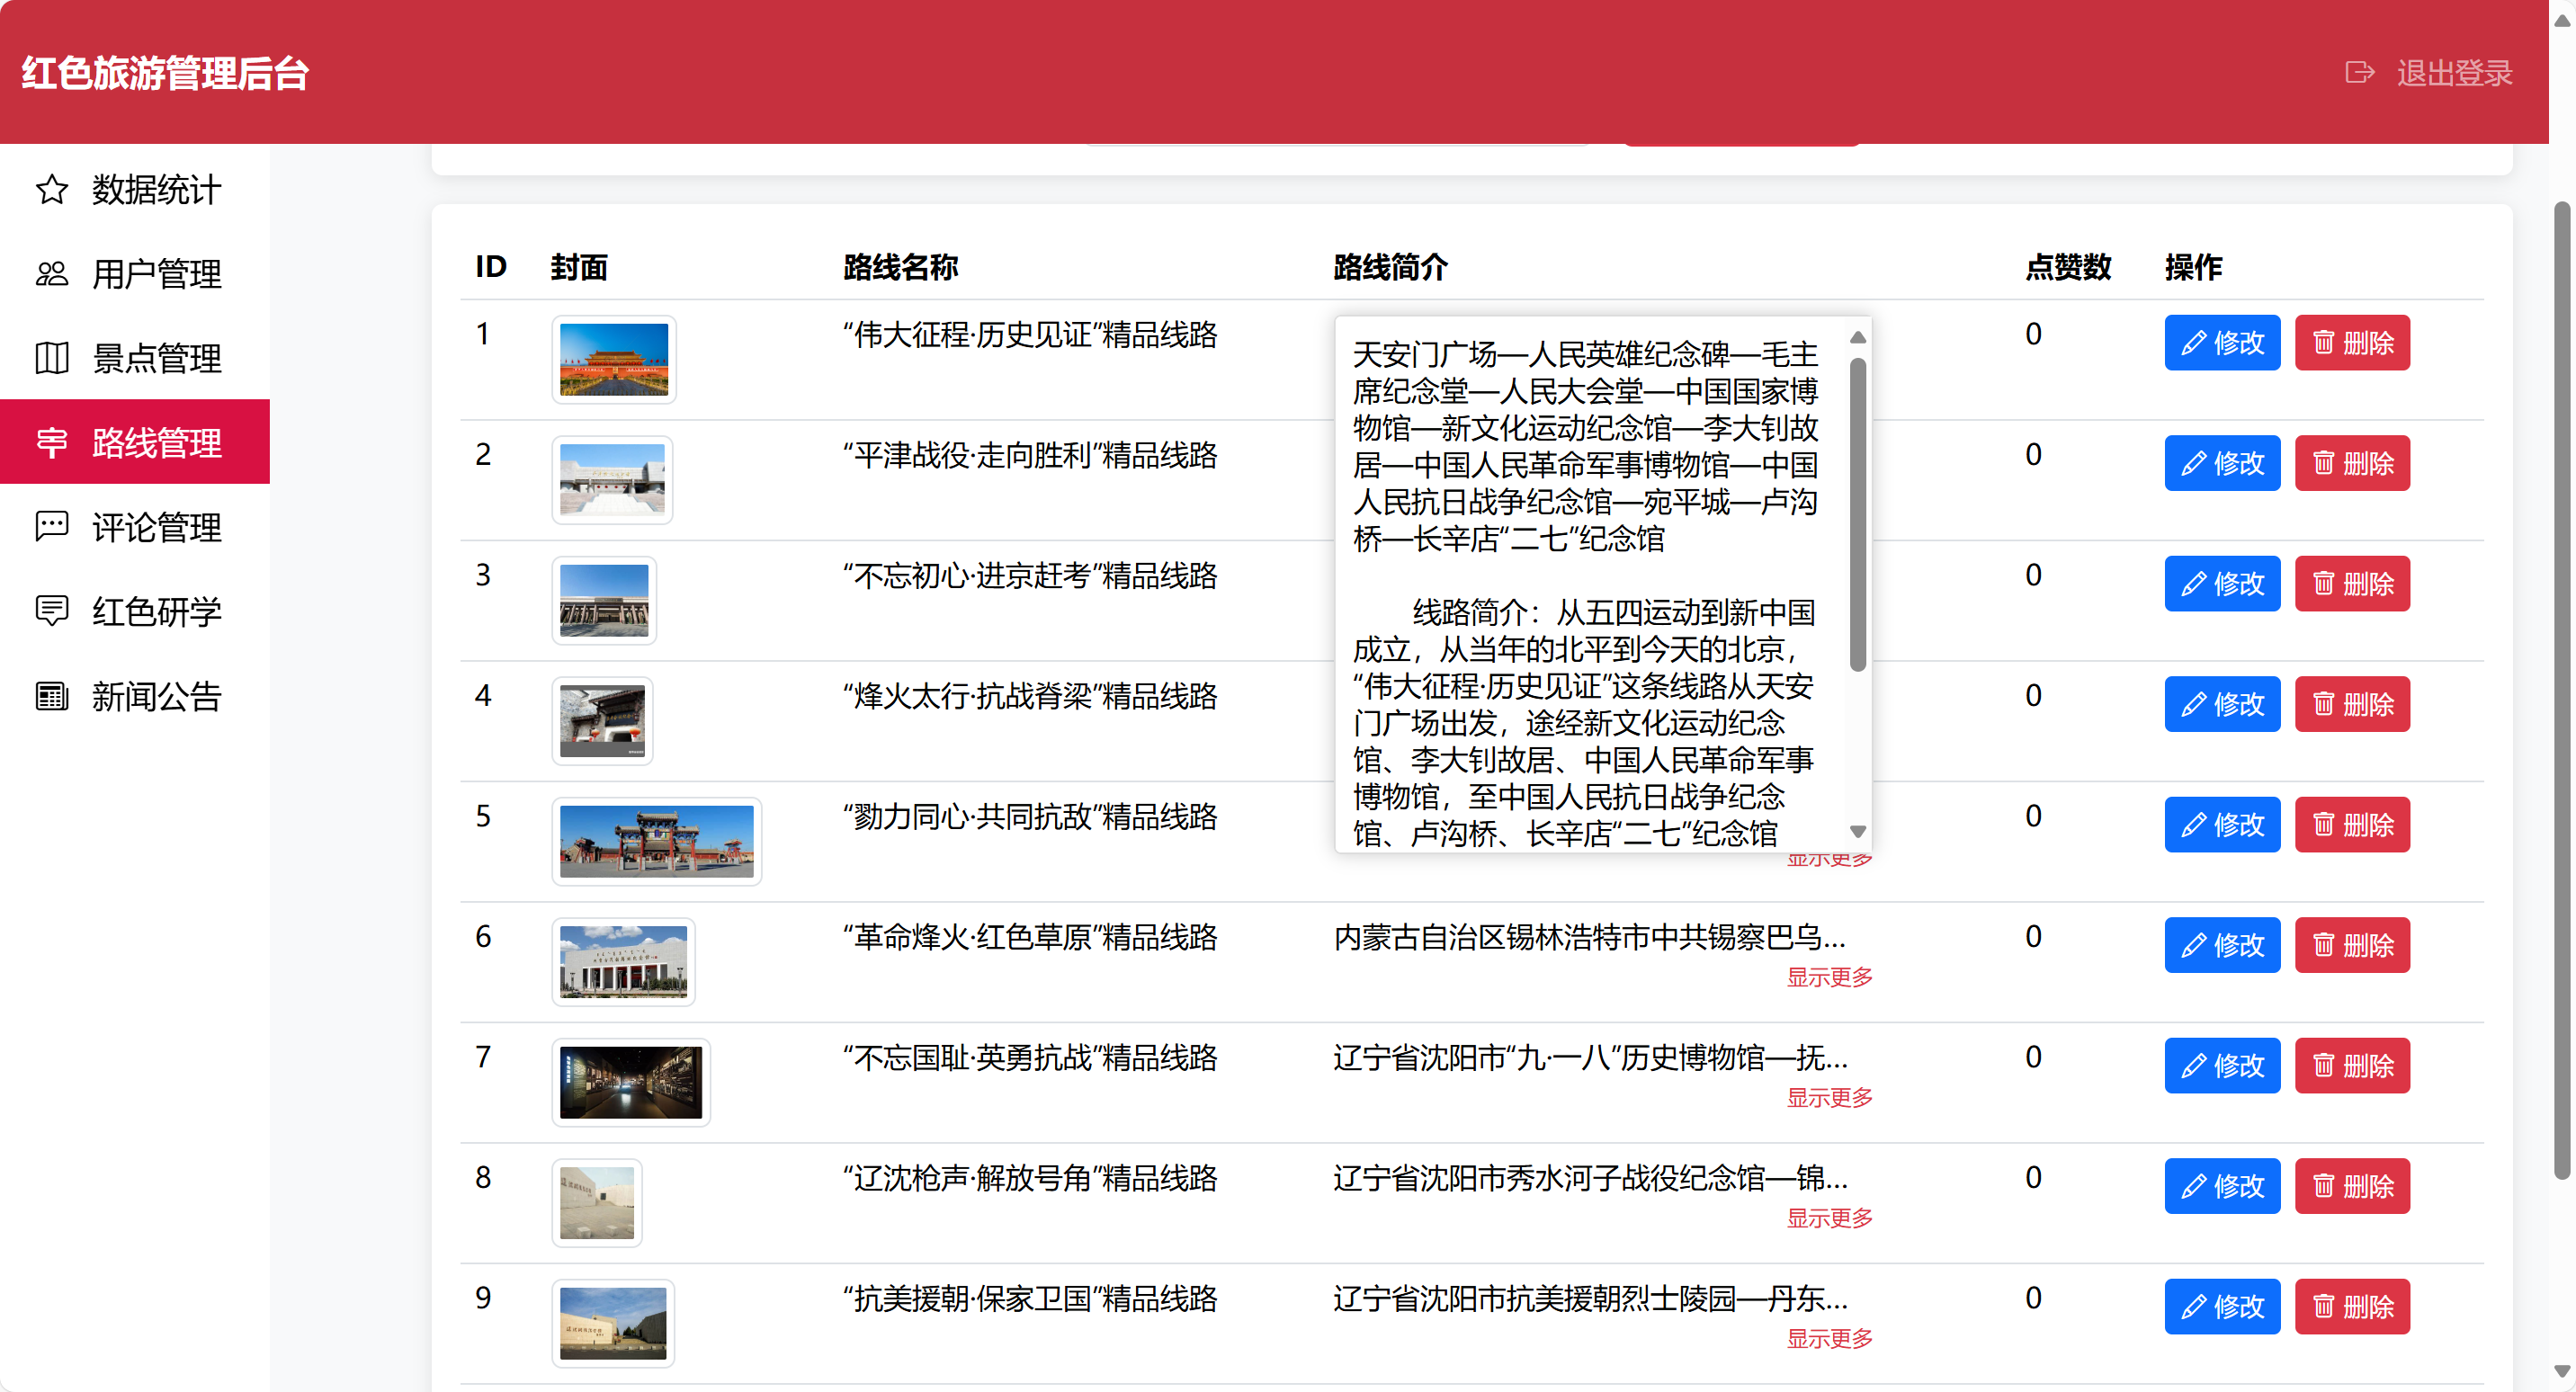 红色旅游管理后台
退出登录
数据统计
用户管理
景点管理
路线管理
评论管理
红色研学
新闻公告
ID 封面 路线名称 路线简介 点赞数 操作
1 “伟大征程·历史见证”精品线路 0 修改 删除
天安门广场—人民英雄纪念碑—毛主
席纪念堂—人民大会堂—中国国家博
物馆—新文化运动纪念馆—李大钊故
居—中国人民革命军事博物馆—中国
人民抗日战争纪念馆—宛平城—卢沟
桥—长辛店“二七”纪念馆
线路简介：从五四运动到新中国
成立，从当年的北平到今天的北京，
“伟大征程·历史见证”这条线路从天安
门广场出发，途经新文化运动纪念
馆、李大钊故居、中国人民革命军事
博物馆，至中国人民抗日战争纪念
馆、卢沟桥、长辛店“二七”纪念馆
2 “平津战役·走向胜利”精品线路 0 修改 删除
3 “不忘初心·进京赶考”精品线路 0 修改 删除
4 “烽火太行·抗战脊梁”精品线路 0 修改 删除
5 “勠力同心·共同抗敌”精品线路 0 修改 删除
显示更多
6 “革命烽火·红色草原”精品线路 内蒙古自治区锡林浩特市中共锡察巴乌... 0 修改 删除
显示更多
7 “不忘国耻·英勇抗战”精品线路 辽宁省沈阳市“九·一八”历史博物馆—抚... 0 修改 删除
显示更多
8 “辽沈枪声·解放号角”精品线路 辽宁省沈阳市秀水河子战役纪念馆—锦... 0 修改 删除
显示更多
9 “抗美援朝·保家卫国”精品线路 辽宁省沈阳市抗美援朝烈士陵园—丹东... 0 修改 删除
显示更多